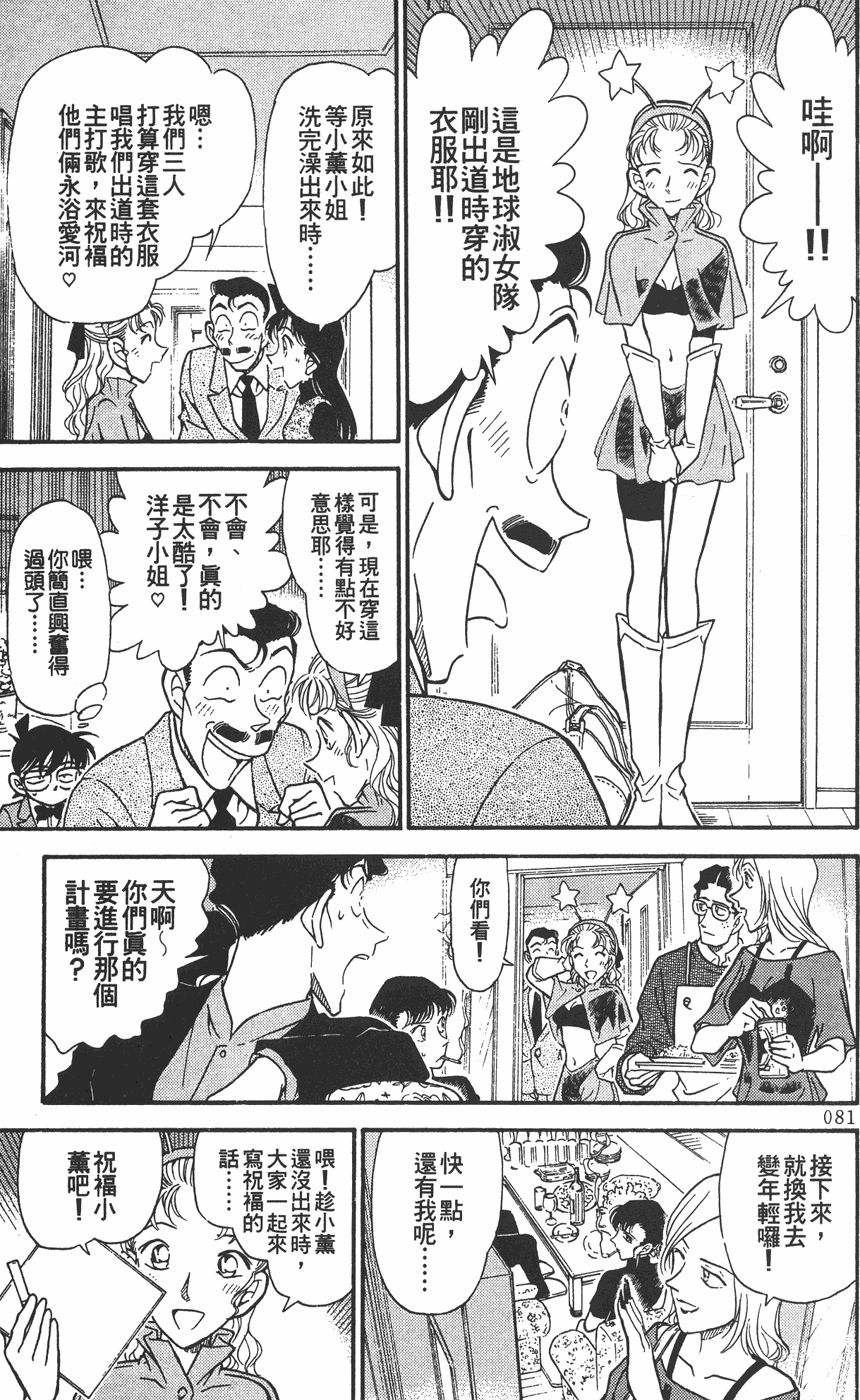 哇啊——!!
這是地球淑女隊
剛出道時穿的
衣服耶!!
原來如此！
等小薰小姐
洗完澡出來時……
嗯…
我們三人
打算穿這套衣服
唱我們出道時的
主打歌，來祝福
他們倆永浴愛河♡
可是，現在穿這
樣覺得有點不好
意思耶……
不會、
不會，真的
是太酷了！
洋子小姐♡
喂…
你簡直興奮得
過頭了……
你們看！
天啊～
你們真的
要進行那個
計畫嗎？
081
接下來，
就換我去
變年輕囉！
快一點，
還有我呢……
喂！趁小薰
還沒出來時，
大家一起來
寫祝福的
話……
祝福小
薰吧！